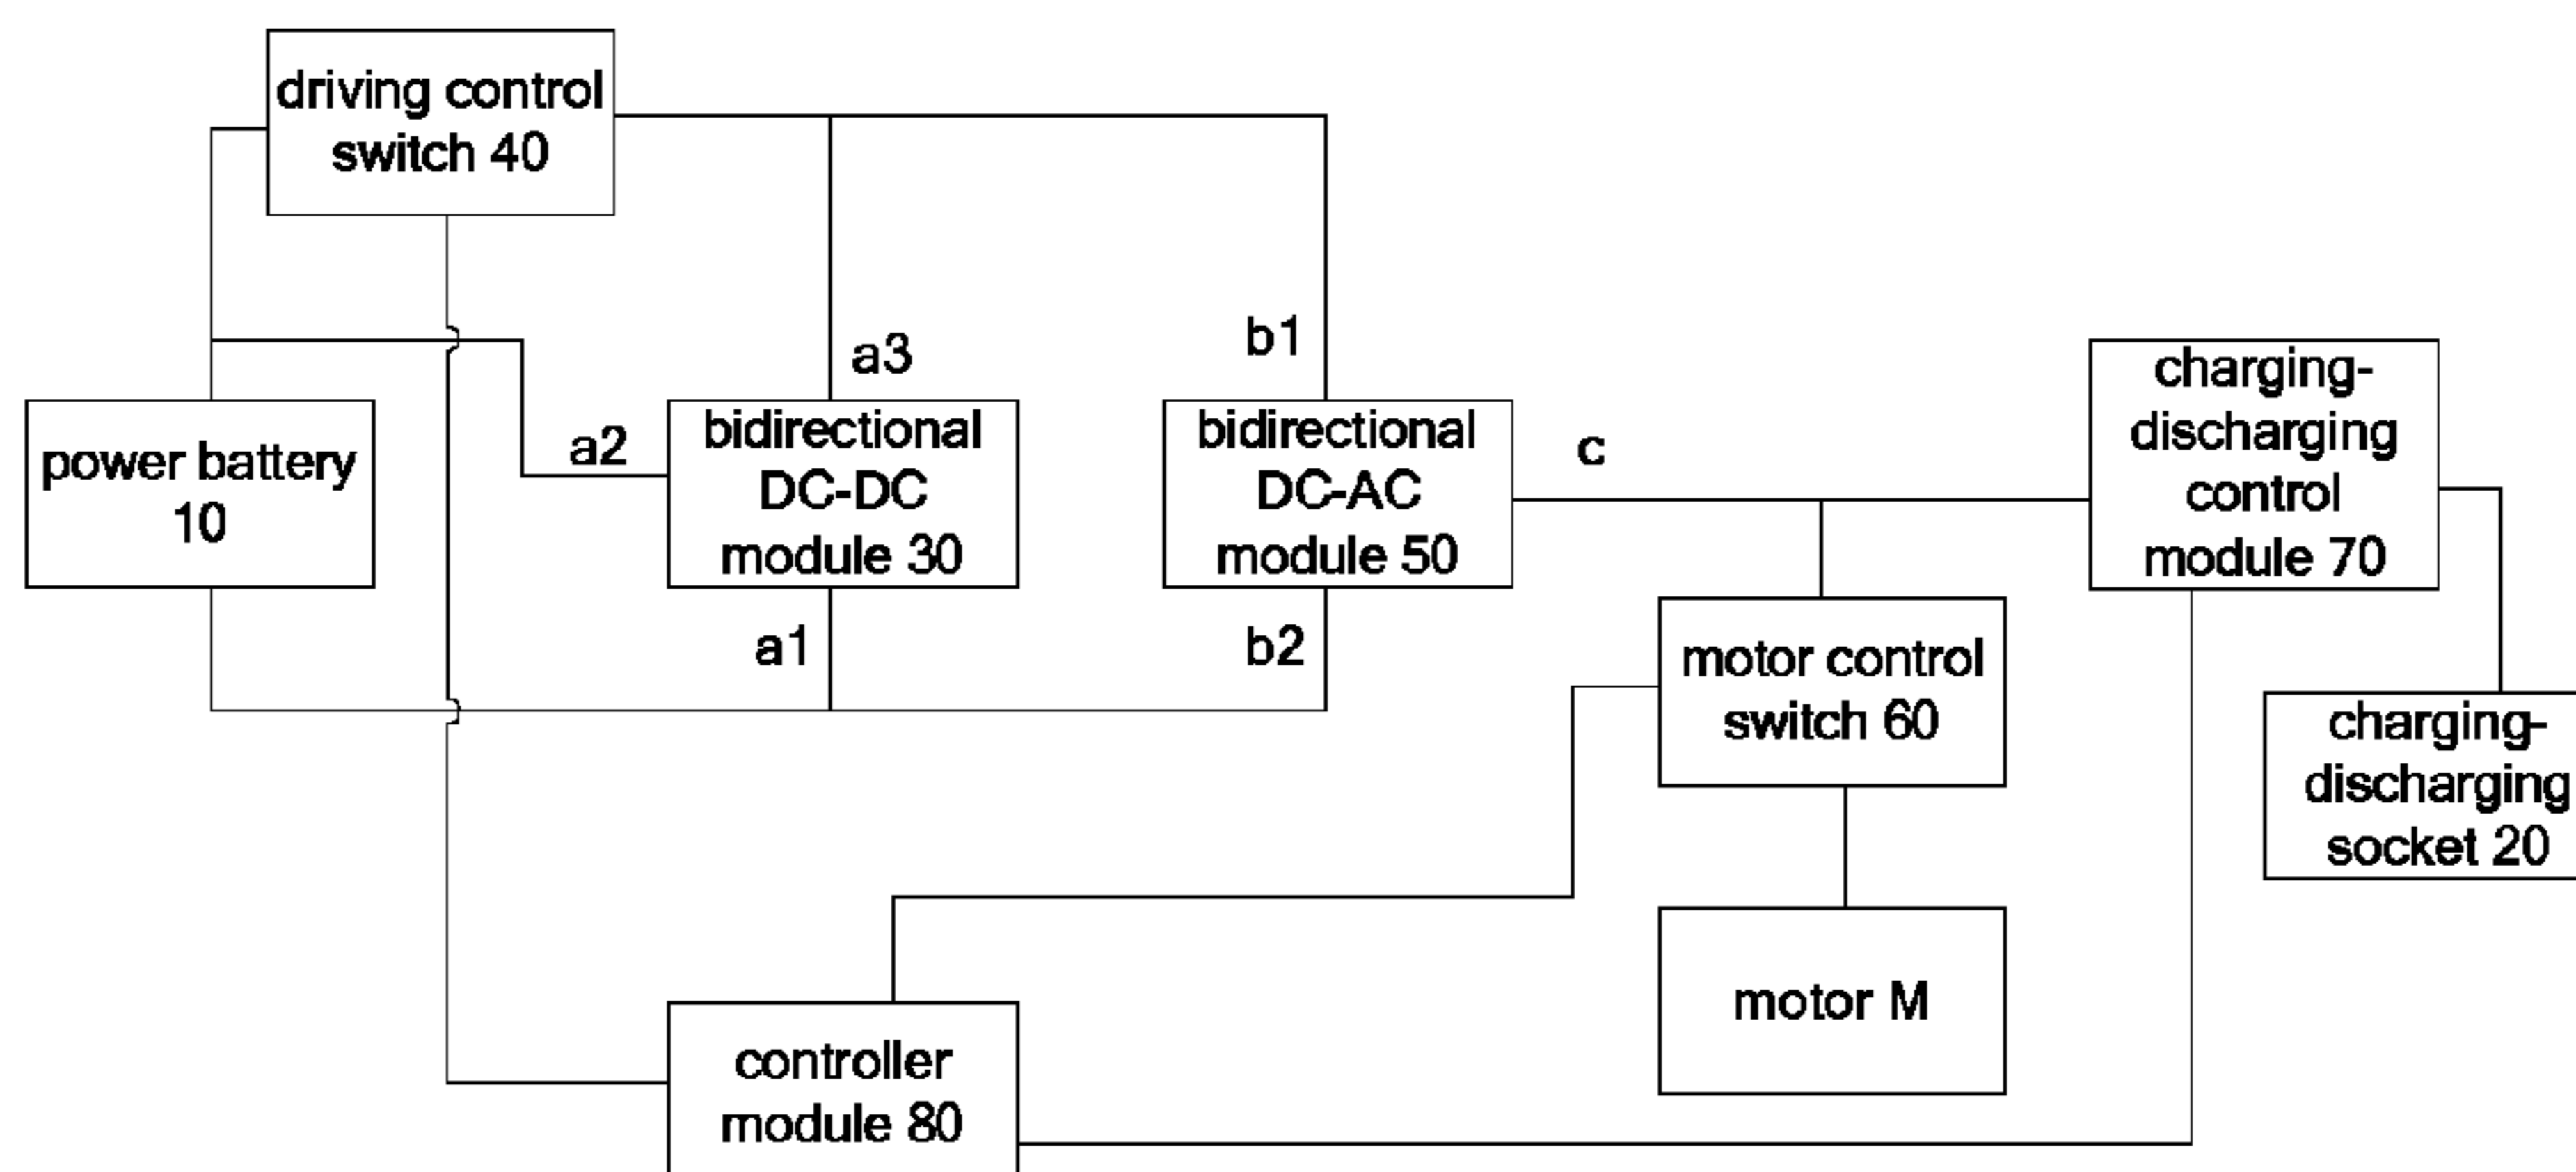 driving control
switch 40
a3
b1
a2
c
power battery
10
bidirectional
DC-DC
module 30
bidirectional
DC-AC
module 50
charging-
discharging
control
module 70
a1
b2
motor control
switch 60
charging-
discharging
socket 20
motor M
controller
module 80